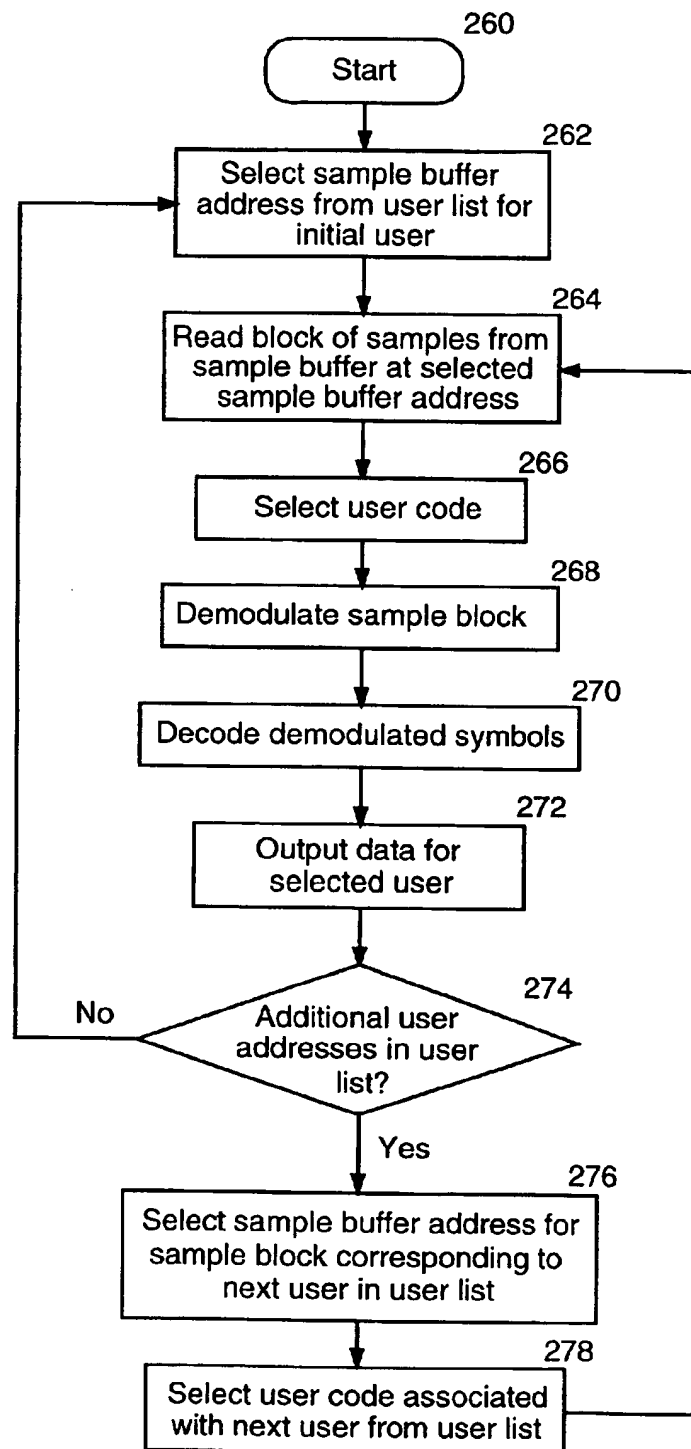 260
Start
262
Select sample buffer
address from user list for
initial user
264
Read block of samples from
sample buffer at selected
sample buffer address
266
Select user code
268
Demodulate sample block
270
Decode demodulated symbols
272
Output data for
selected user
274
No
Additional user
addresses in user
list?
Yes
276
Select sample buffer address for
sample block corresponding to
next user in user list
278
Select user code associated
with next user from user list